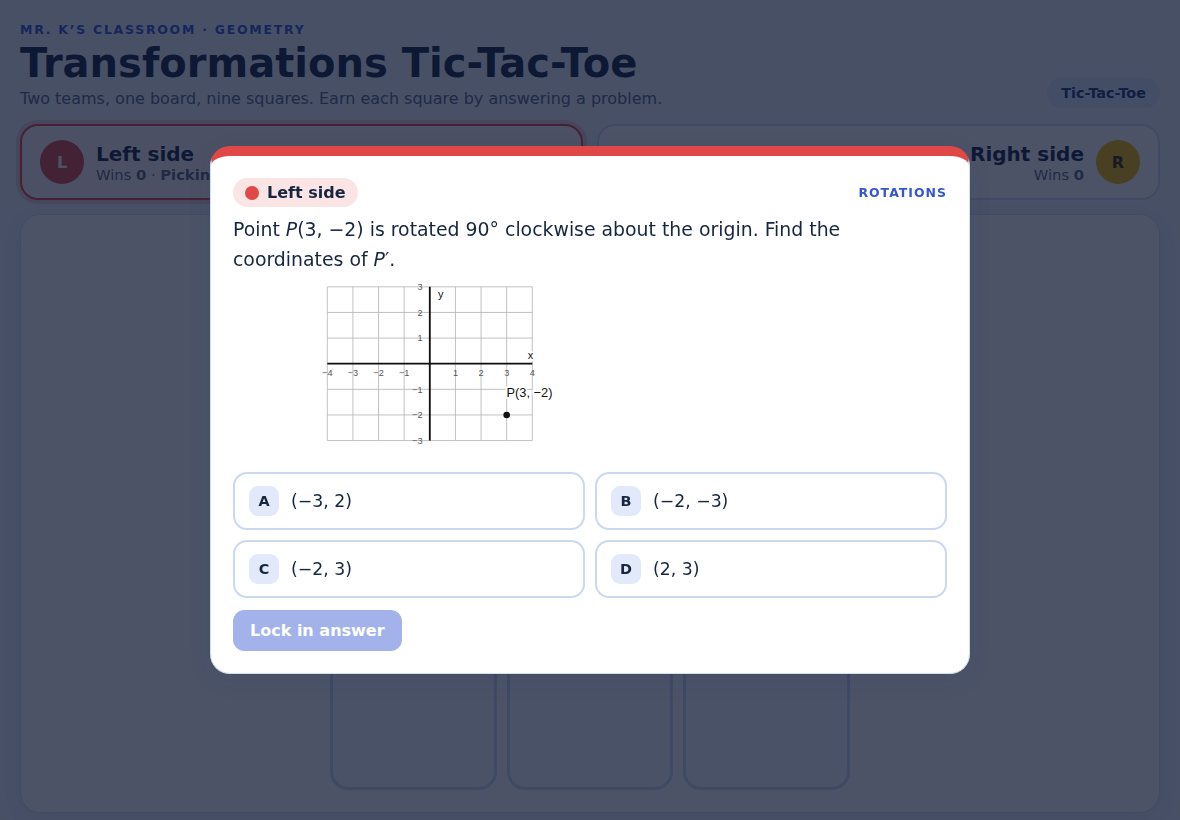 MR. K’S CLASSROOM · GEOMETRY
Transformations Tic-Tac-Toe
Two teams, one board, nine squares. Earn each square by answering a problem.
Tic-Tac-Toe
L
Left side
Wins 0 · Pickin
Right side
Wins 0
R
Left side
ROTATIONS
Point P(3, −2) is rotated 90° clockwise about the origin. Find the
coordinates of P′.
3
y
2
1
x
−4 −3 −2 −1 1 2 3 4
−1
P(3, −2)
−2
−3
A (−3, 2)
B (−2, −3)
C (−2, 3)
D (2, 3)
Lock in answer